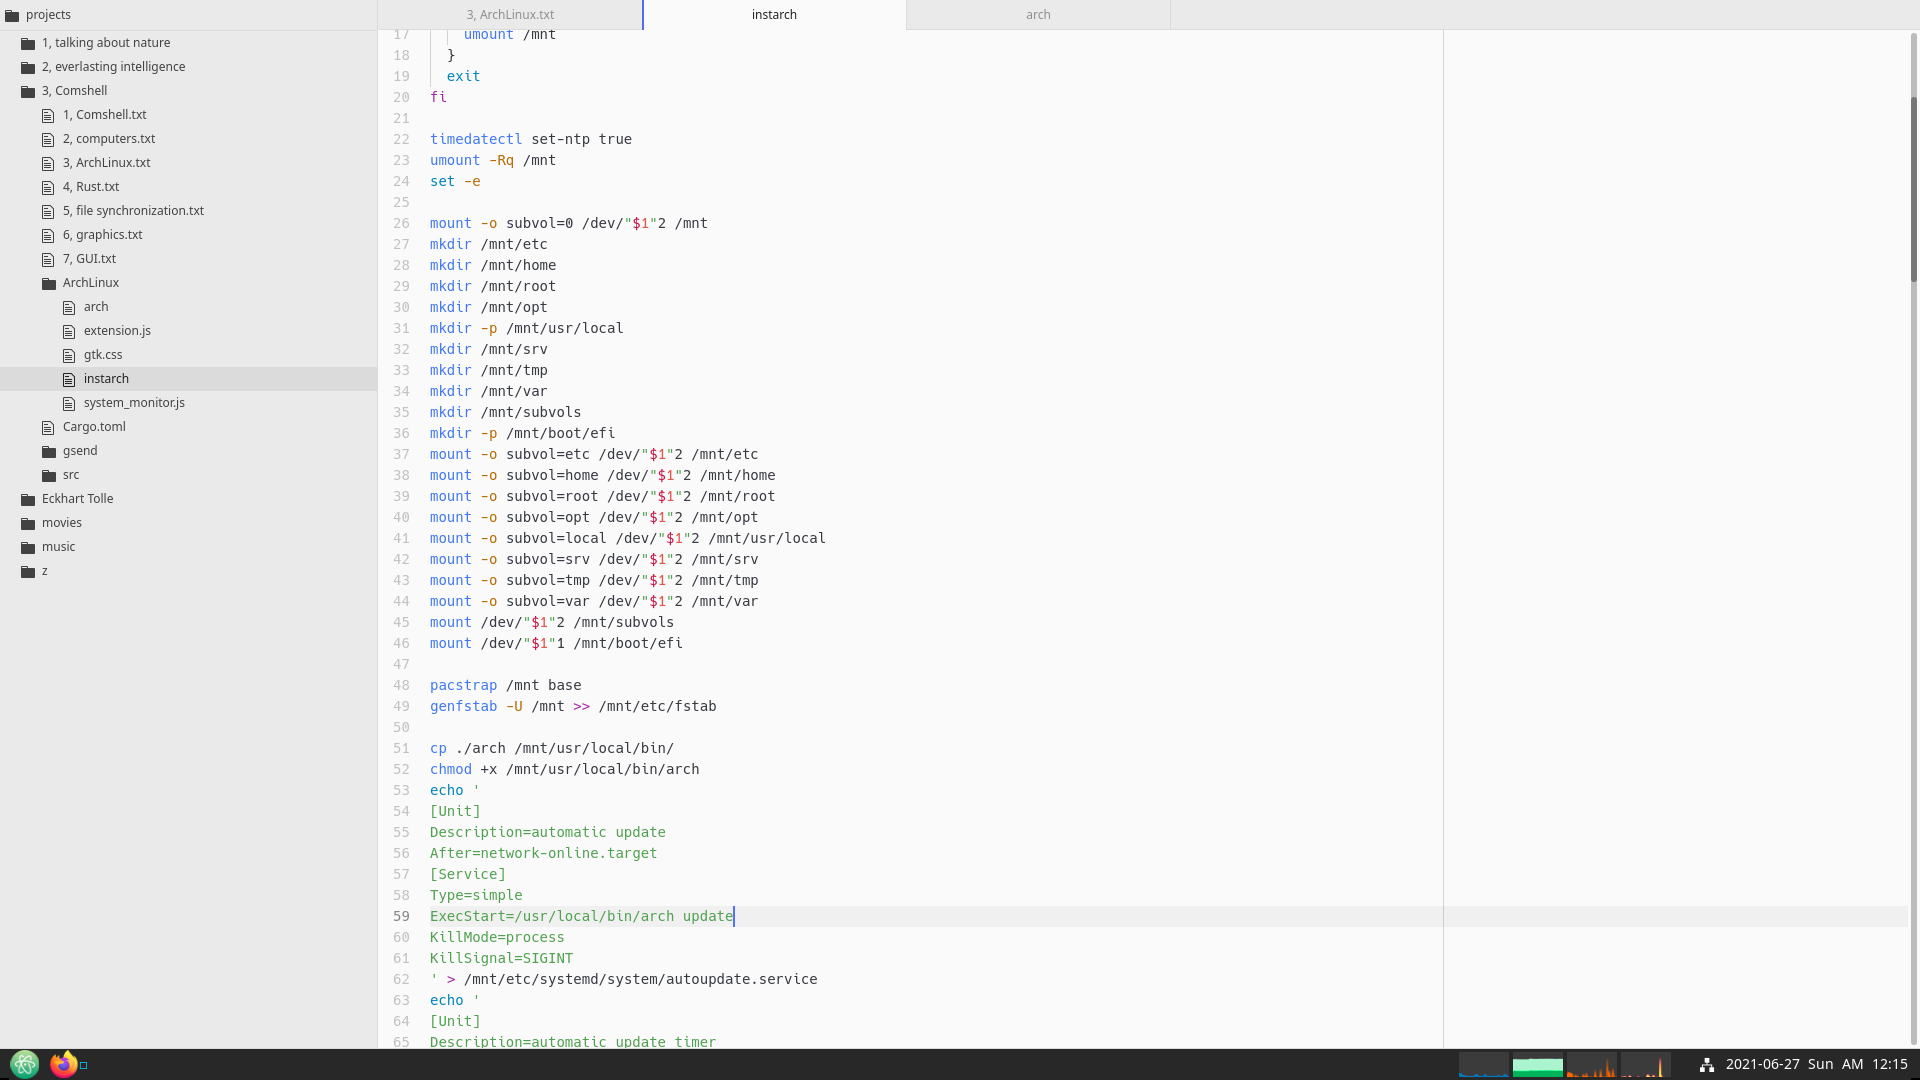 projects
1, talking about nature
2, everlasting intelligence
3, Comshell
1, Comshell.txt
2, computers.txt
3, ArchLinux.txt
4, Rust.txt
5, file synchronization.txt
6, graphics.txt
7, GUI.txt
ArchLinux
arch
extension.js
gtk.css
instarch
system_monitor.js
Cargo.toml
gsend
src
Eckhart Tolle
movies
music
z
3, ArchLinux.txt
instarch
arch
17 umount /mnt
18 }
19 exit
20 fi
21
22 timedatectl set-ntp true
23 umount -Rq /mnt
24 set -e
25
26 mount -o subvol=0 /dev/"$1"2 /mnt
27 mkdir /mnt/etc
28 mkdir /mnt/home
29 mkdir /mnt/root
30 mkdir /mnt/opt
31 mkdir -p /mnt/usr/local
32 mkdir /mnt/srv
33 mkdir /mnt/tmp
34 mkdir /mnt/var
35 mkdir /mnt/subvols
36 mkdir -p /mnt/boot/efi
37 mount -o subvol=etc /dev/"$1"2 /mnt/etc
38 mount -o subvol=home /dev/"$1"2 /mnt/home
39 mount -o subvol=root /dev/"$1"2 /mnt/root
40 mount -o subvol=opt /dev/"$1"2 /mnt/opt
41 mount -o subvol=local /dev/"$1"2 /mnt/usr/local
42 mount -o subvol=srv /dev/"$1"2 /mnt/srv
43 mount -o subvol=tmp /dev/"$1"2 /mnt/tmp
44 mount -o subvol=var /dev/"$1"2 /mnt/var
45 mount /dev/"$1"2 /mnt/subvols
46 mount /dev/"$1"1 /mnt/boot/efi
47
48 pacstrap /mnt base
49 genfstab -U /mnt >> /mnt/etc/fstab
50
51 cp ./arch /mnt/usr/local/bin/
52 chmod +x /mnt/usr/local/bin/arch
53 echo '
54 [Unit]
55 Description=automatic update
56 After=network-online.target
57 [Service]
58 Type=simple
59 ExecStart=/usr/local/bin/arch update
60 KillMode=process
61 KillSignal=SIGINT
62 ' > /mnt/etc/systemd/system/autoupdate.service
63 echo '
64 [Unit]
65 Description=automatic update timer
2021-06-27 Sun AM 12:15